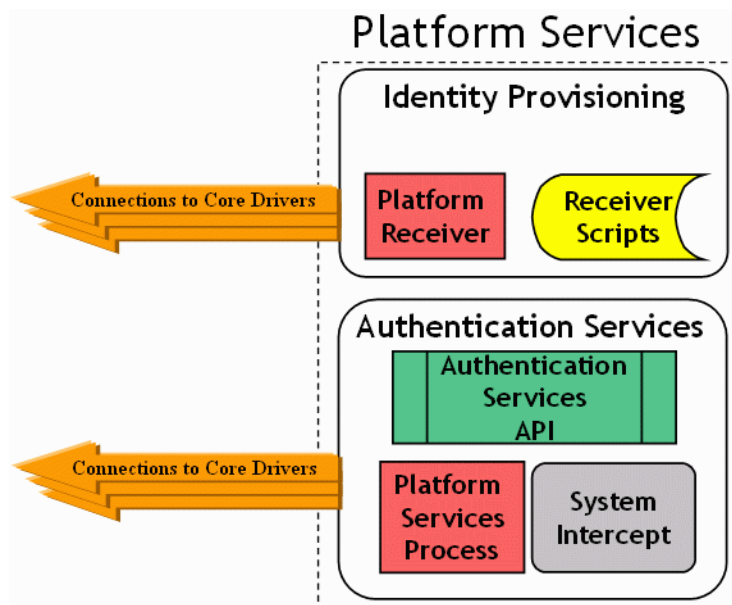 Platform Services
Identity Provisioning
Connections to Core Drivers
Platform
Receiver
Receiver
Scripts
Authentication Services
Authentication
Services
API
Connections to Core Drivers
Platform
Services
Process
System
Intercept